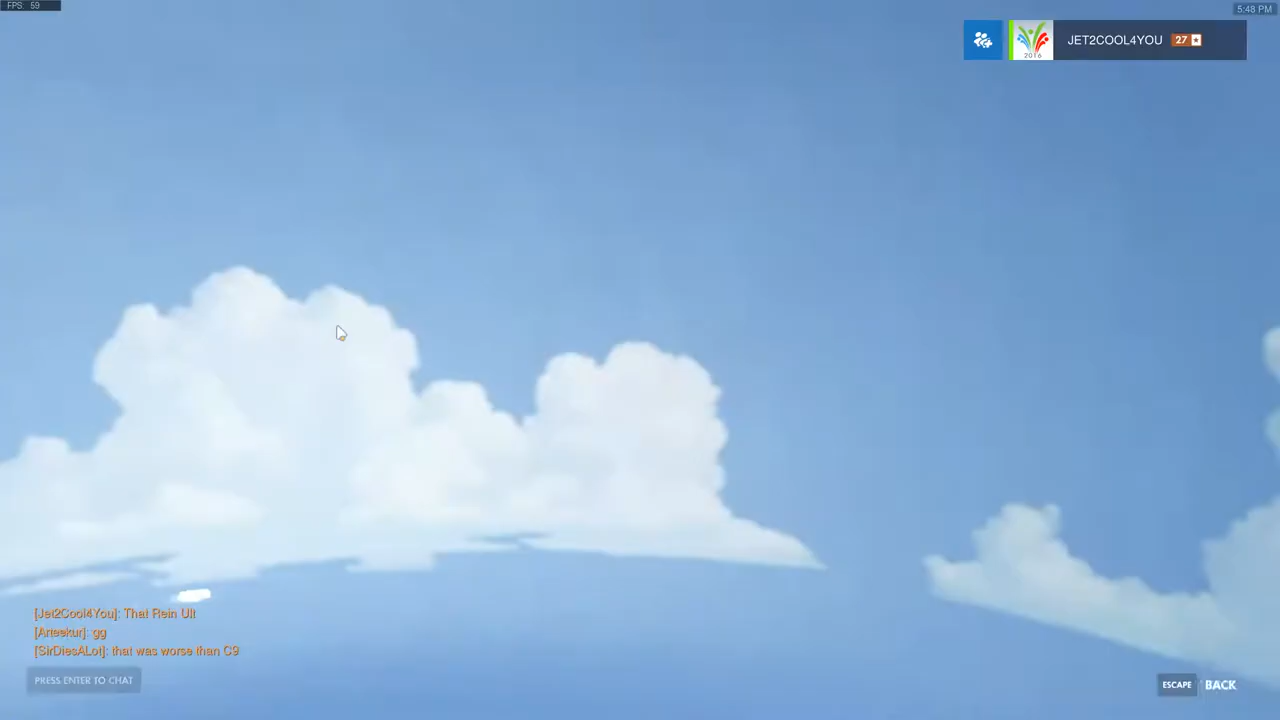 FPS: 59
5:48 PM
2016
JET2COOL4YOU 27
[Jet2Cool4You]: That Rein Ult
[Arteekur]: gg
[SirDiesALot]: that was worse than C9
PRESS ENTER TO CHAT
ESCAPE BACK